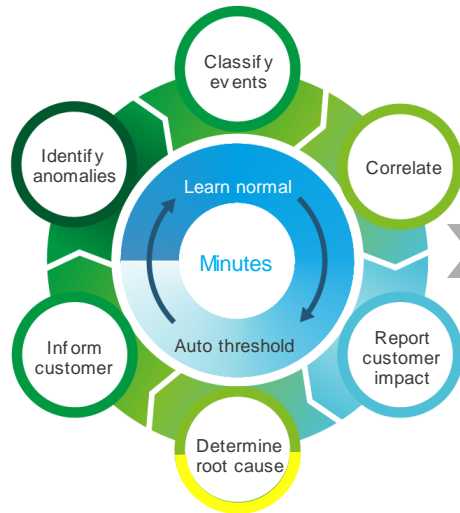 Classify
events
Identify
anomalies
Correlate
Learn normal
Minutes
Auto threshold
Inform
customer
Report
customer
impact
Determine
root cause